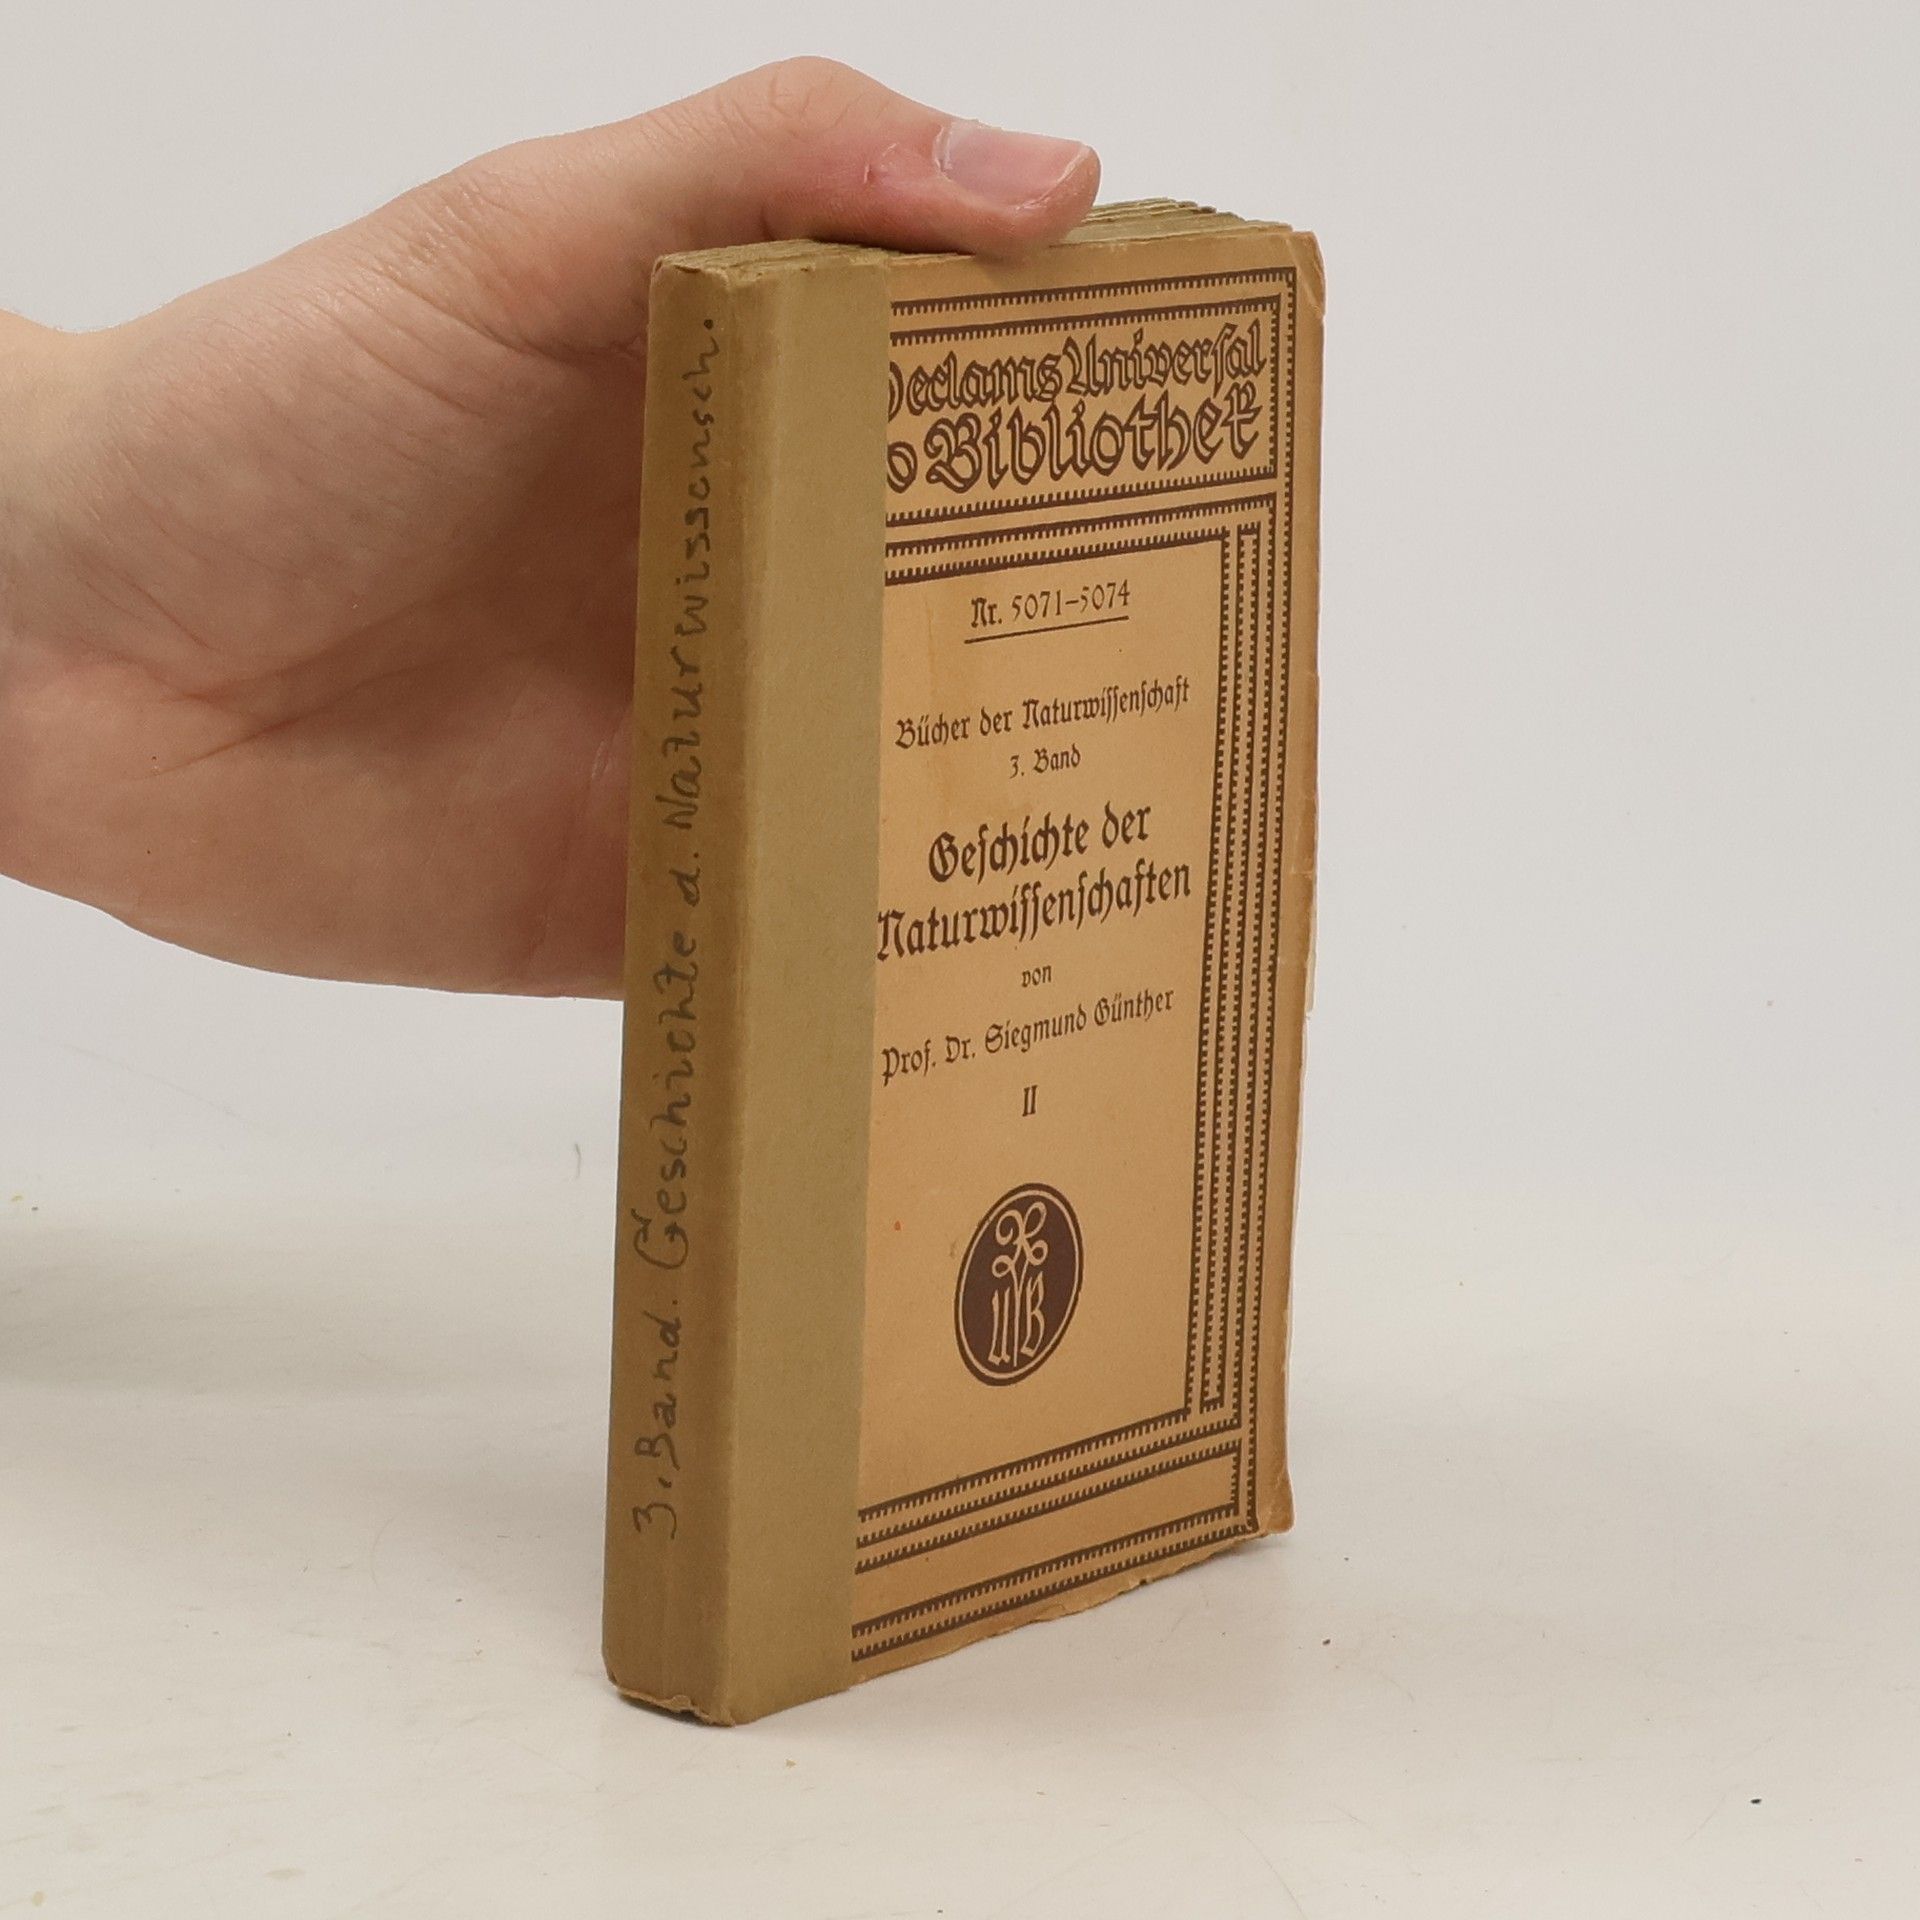 3. Band. Geschichte d. Naturwissensch.
Reclams Universal
Bibliothek
Nr. 5071–5074
Bücher der Naturwiſſenſchaft
3. Band
Geſchichte der
Naturwiſſenſchaften
von
Prof. Dr. Siegmund Günther
II
R
UB